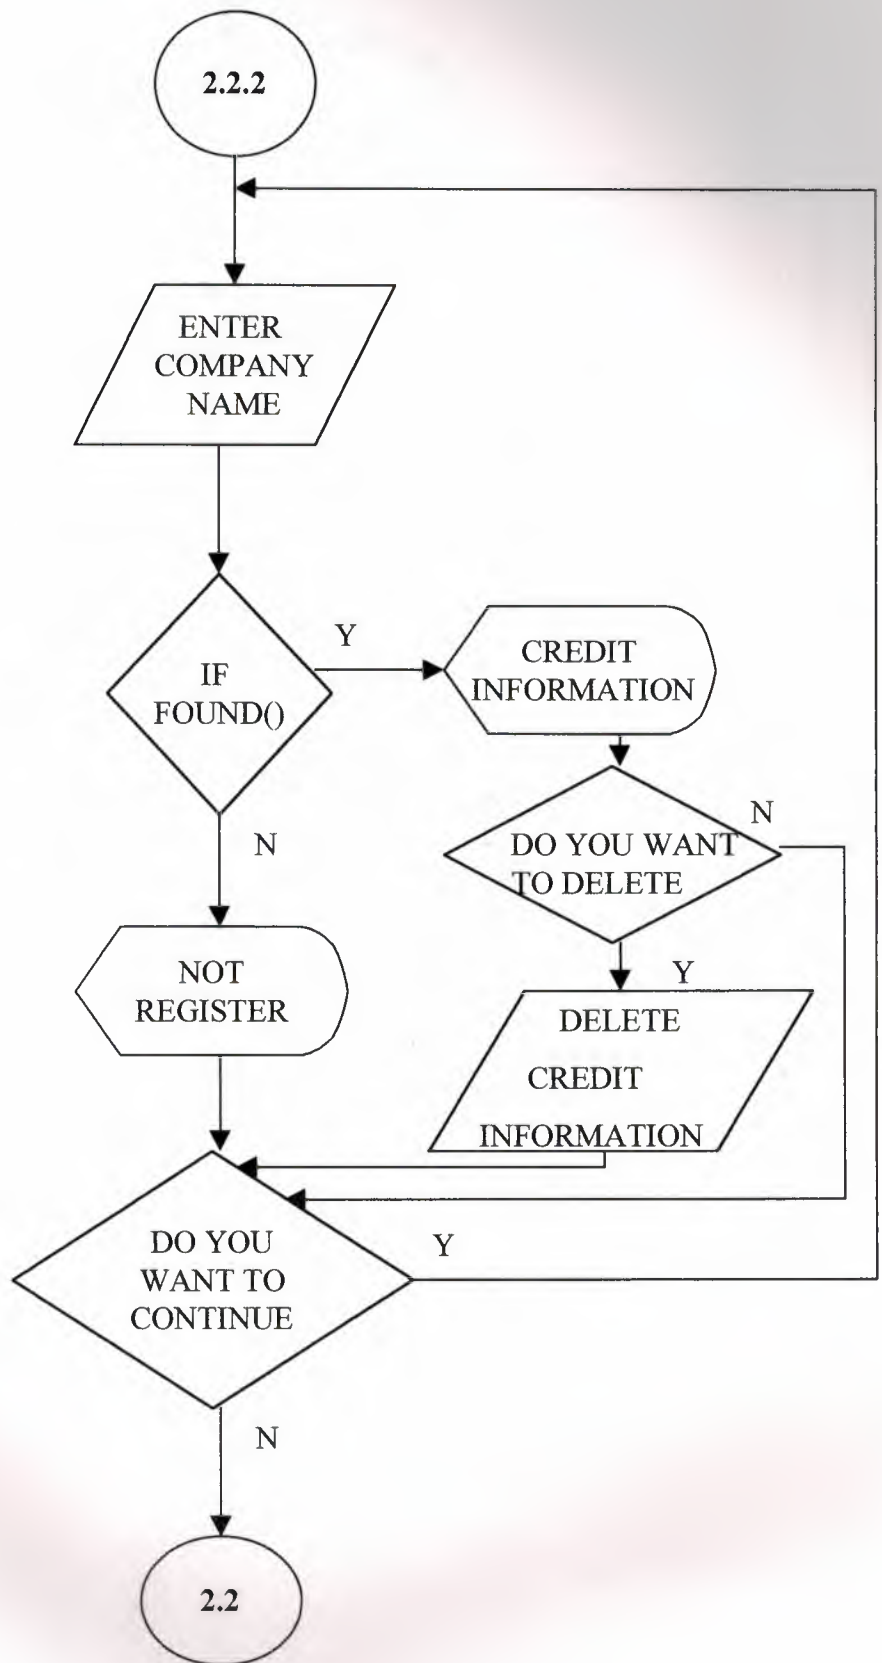 2.2.2
ENTER
COMPANY
NAME
IF
FOUND()
Y
CREDIT
INFORMATION
N
DO YOU WANT
TO DELETE
N
Y
NOT
REGISTER
DELETE
CREDIT
INFORMATION
DO YOU
WANT TO
CONTINUE
Y
N
2.2